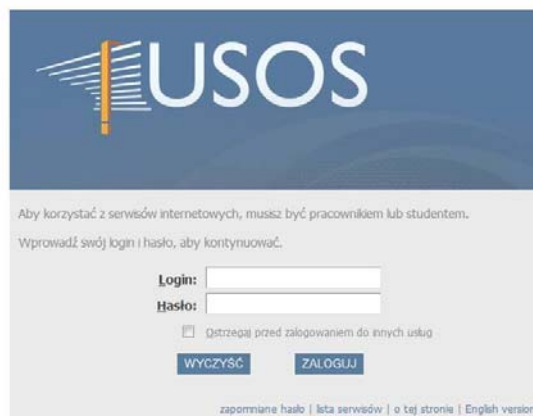 USOS
Aby korzystać z serwisów internetowych, musisz być pracownikiem lub studentem.
Wprowadź swój login i hasło, aby kontynuować.
Login:
Hasło:
Ostrzegaj przed zalogowaniem do innych usług
WYCZYŚĆ ZALOGUJ
zapomniane hasło | lista serwisów | o tej stronie | English version